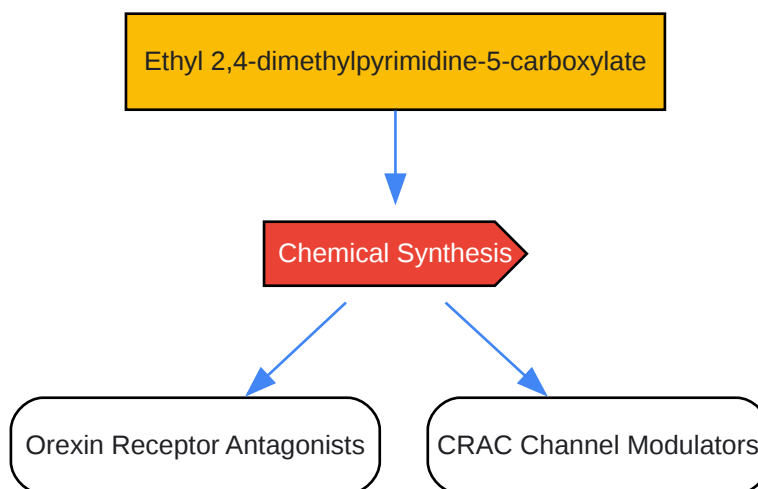 Ethyl 2,4-dimethylpyrimidine-5-carboxylate
Chemical Synthesis
Orexin Receptor Antagonists
CRAC Channel Modulators